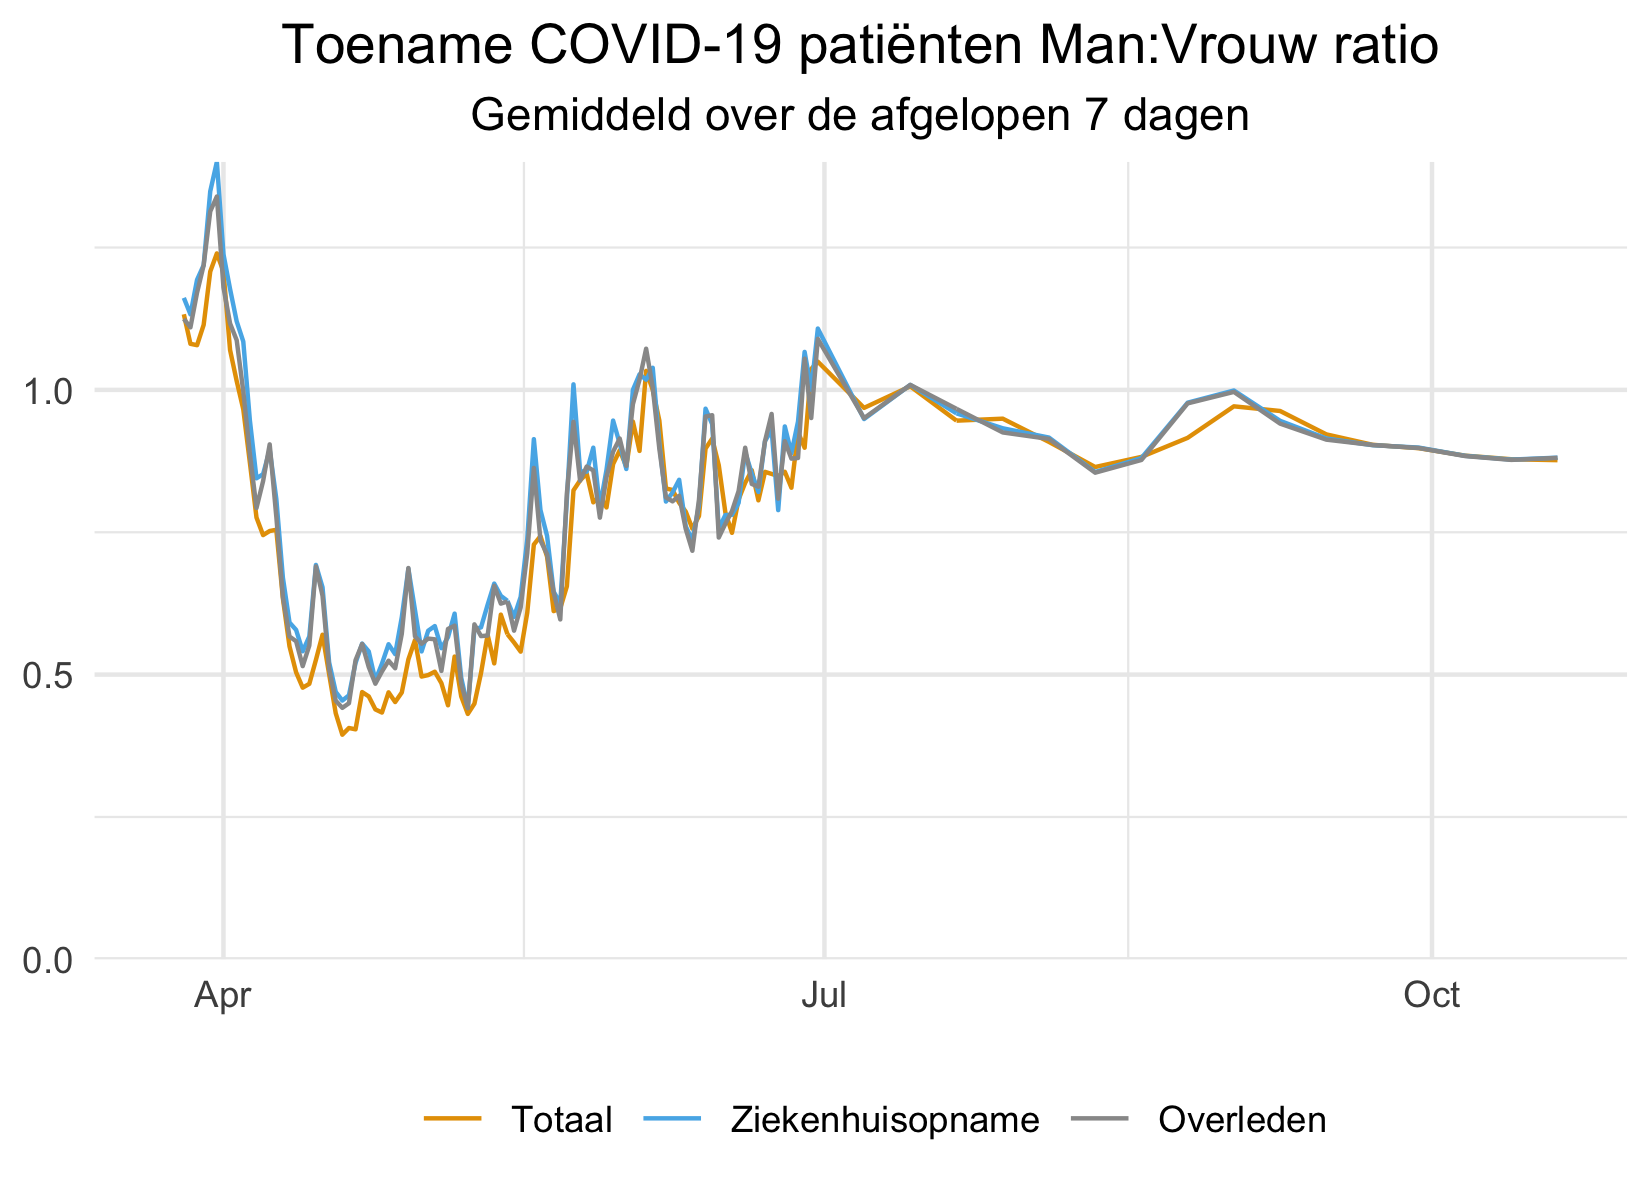 Toename COVID-19 patiënten Man:Vrouw ratio
Gemiddeld over de afgelopen 7 dagen
1.0
0.5
0.0
Apr Jul Oct
Totaal Ziekenhuisopname Overleden